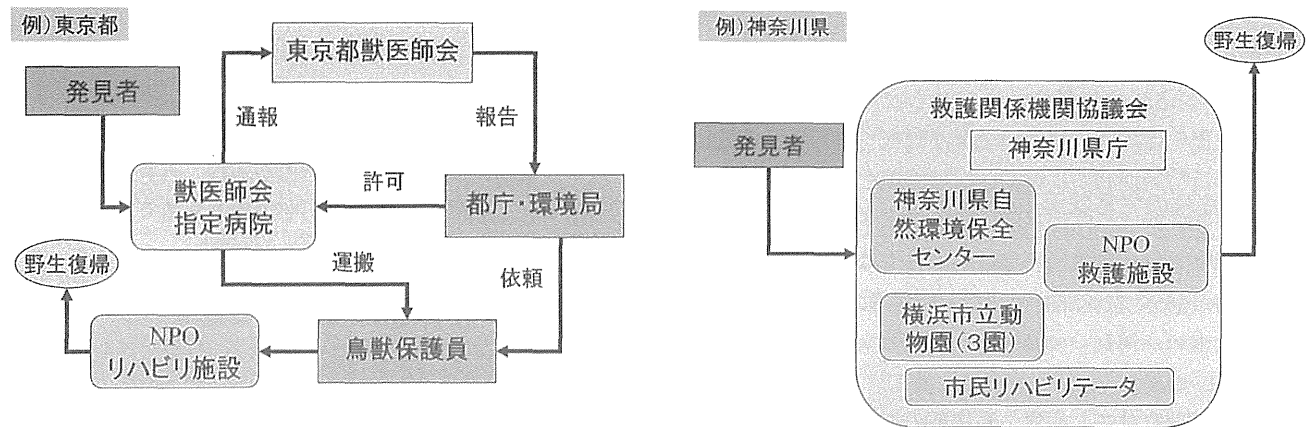 例)東京都
東京都獣医師会
発見者
通報
報告
獣医師会
指定病院
許可
都庁・環境局
野生復帰
運搬
依頼
NPO
リハビリ施設
鳥獣保護員
例)神奈川県
野生復帰
救護関係機関協議会
発見者
神奈川県庁
神奈川県自
然環境保全
センター
NPO
救護施設
横浜市立動
物園(3園)
市民リハビリテータ